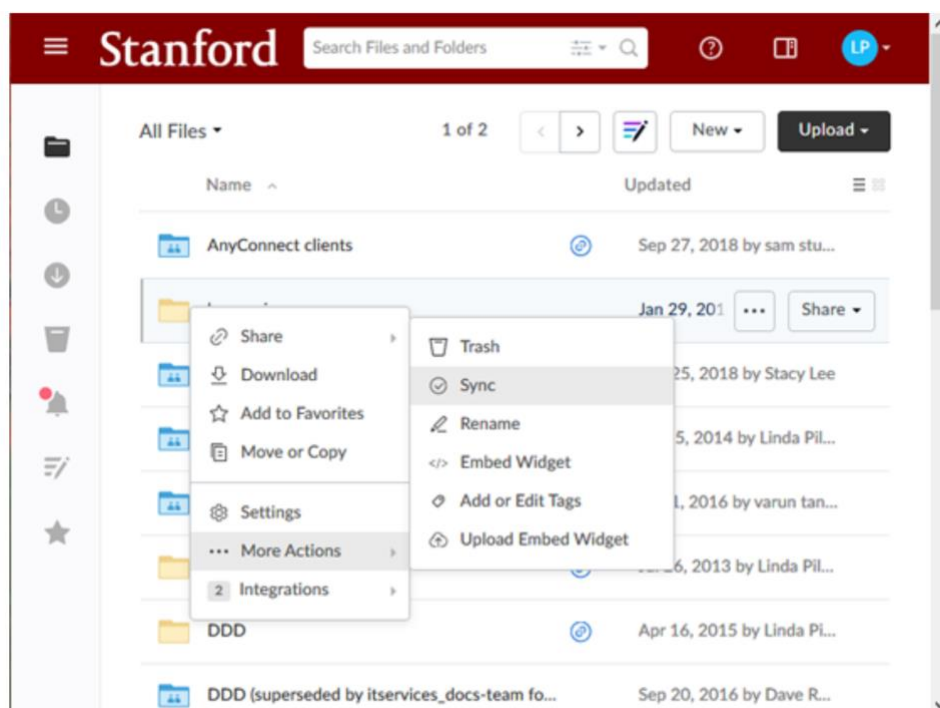 Stanford
Search Files and Folders
LP
All Files
1 of 2
New
Upload
Name
Updated
AnyConnect clients
Sep 27, 2018 by sam stu...
Jan 29, 201
...
Share
Share
Trash
25, 2018 by Stacy Lee
Download
Sync
Add to Favorites
Rename
5, 2014 by Linda Pil...
Move or Copy
Embed Widget
Add or Edit Tags
1, 2016 by varun tan...
Settings
Upload Embed Widget
More Actions
6, 2013 by Linda Pil...
2 Integrations
DDD
Apr 16, 2015 by Linda Pi...
DDD (superseded by itservices_docs-team fo...
Sep 20, 2016 by Dave R...